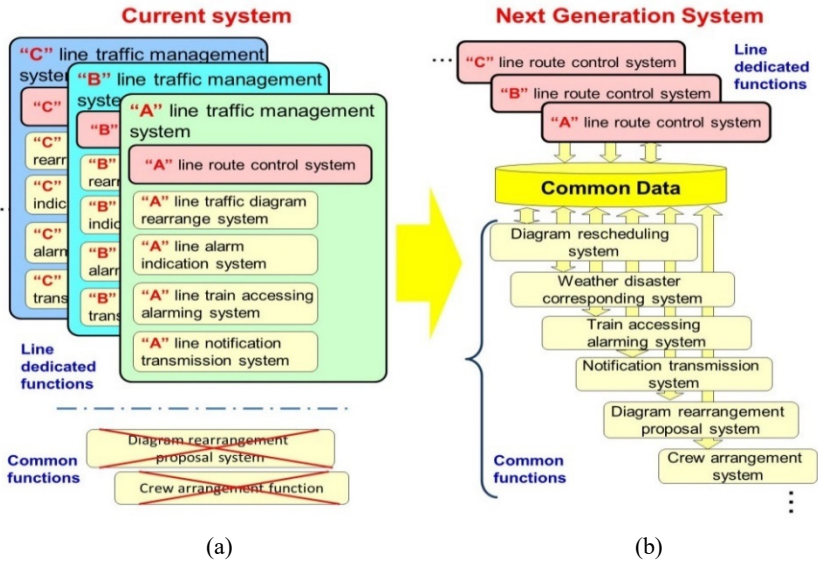 Current system
“C” line traffic management
system
“C”
“C”
rearr
“C”
indic
“C”
alarm
“C”
trans
“B” line traffic management
system
“B”
“B”
rear
“B”
indi
“B”
alar
“B”
tran
“A” line traffic management
system
“A” line route control system
“A” line traffic diagram
rearrange system
“A” line alarm
indication system
“A” line train accessing
alarming system
“A” line notification
transmission system
Line
dedicated
functions
Common
functions
Diagram rearrangement
proposal system
Crew arrangement function
(a)
Next Generation System
“C” line route control system
“B” line route control system
“A” line route control system
Line
dedicated
functions
Common Data
Diagram rescheduling
system
Weather disaster
corresponding system
Train accessing
alarming system
Notification transmission
system
Diagram rearrangement
proposal system
Crew arrangement
system
Common
functions
(b)